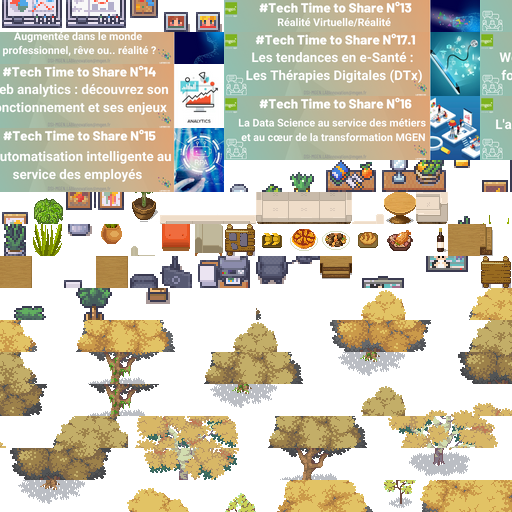 Augmentée dans le monde
professionnel, rêve ou.. réalité ?
#Tech Time to Share N°14
eb analytics : découvrez son
onctionnement et ses enjeux
ANALYTICS
#Tech Time to Share N°15
utomatisation intelligente au
service des employés
#Tech Time to Share N°13
Réalité Virtuelle/Réalité
#Tech Time to Share N°17.1
Les tendances en e-Santé :
Les Thérapies Digitales (DTx)
#Tech Time to Share N°16
La Data Science au service des métiers
et au cœur de la transformation MGEN
W
fo
L'a